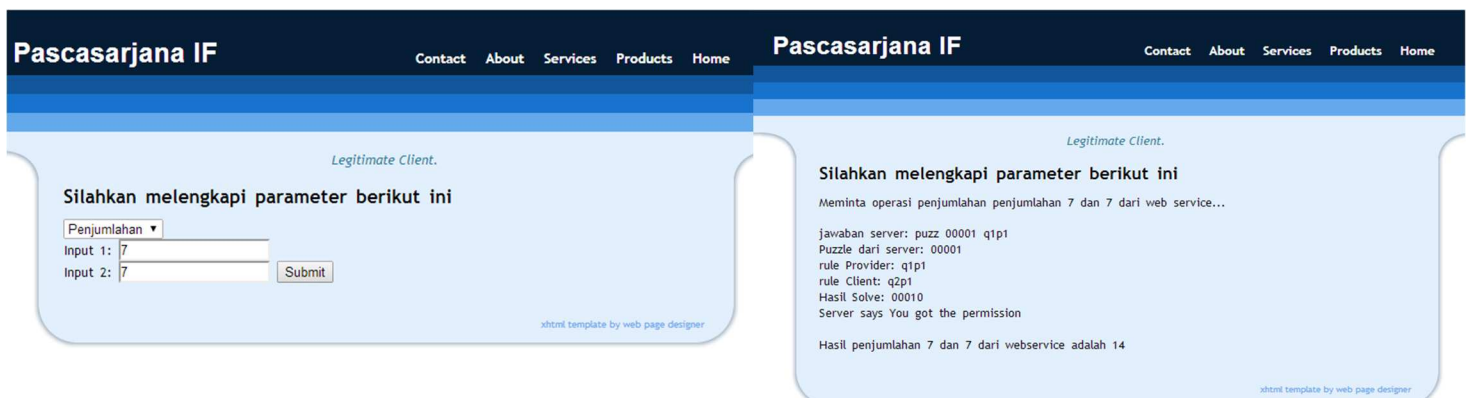 Pascasarjana IF
Contact About Services Products Home
Legitimate Client.
Silahkan melengkapi parameter berikut ini
Penjumlahan
Input 1: 7
Input 2: 7 Submit
xhtml template by web page designer
Pascasarjana IF
Contact About Services Products Home
Legitimate Client.
Silahkan melengkapi parameter berikut ini
Meminta operasi penjumlahan penjumlahan 7 dan 7 dari web service...
jawaban server: puzz 00001 q1p1
Puzzle dari server: 00001
rule Provider: q1p1
rule Client: q2p1
Hasil Solve: 00010
Server says You got the permission
Hasil penjumlahan 7 dan 7 dari webservice adalah 14
xhtml template by web page designer